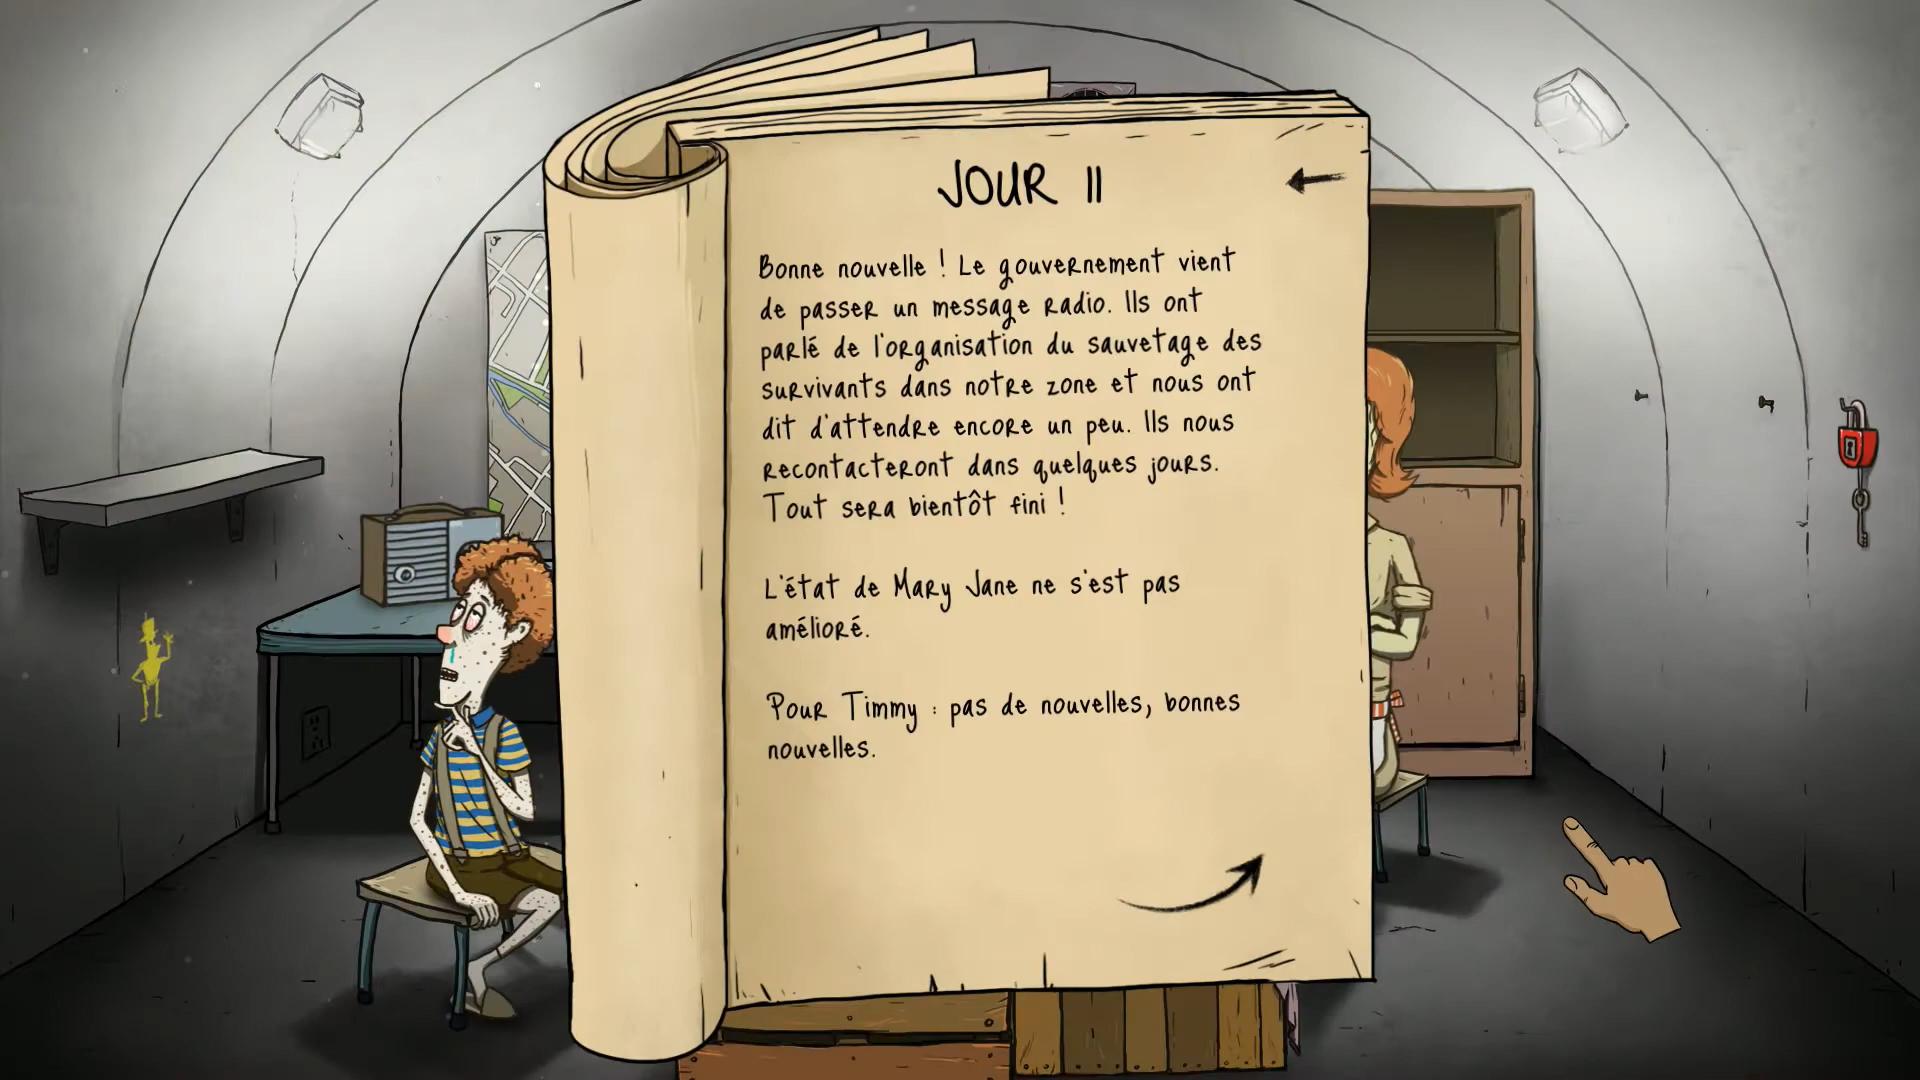 JOUR 11
Bonne nouvelle ! Le gouvernement vient
de passer un message radio. Ils ont
parlé de l'organisation du sauvetage des
survivants dans notre zone et nous ont
dit d'attendre encore un peu. Ils nous
recontacteront dans quelques jours.
Tout sera bientôt fini !
L'état de Mary Jane ne s'est pas
amélioré.
Pour Timmy : pas de nouvelles, bonnes
nouvelles.